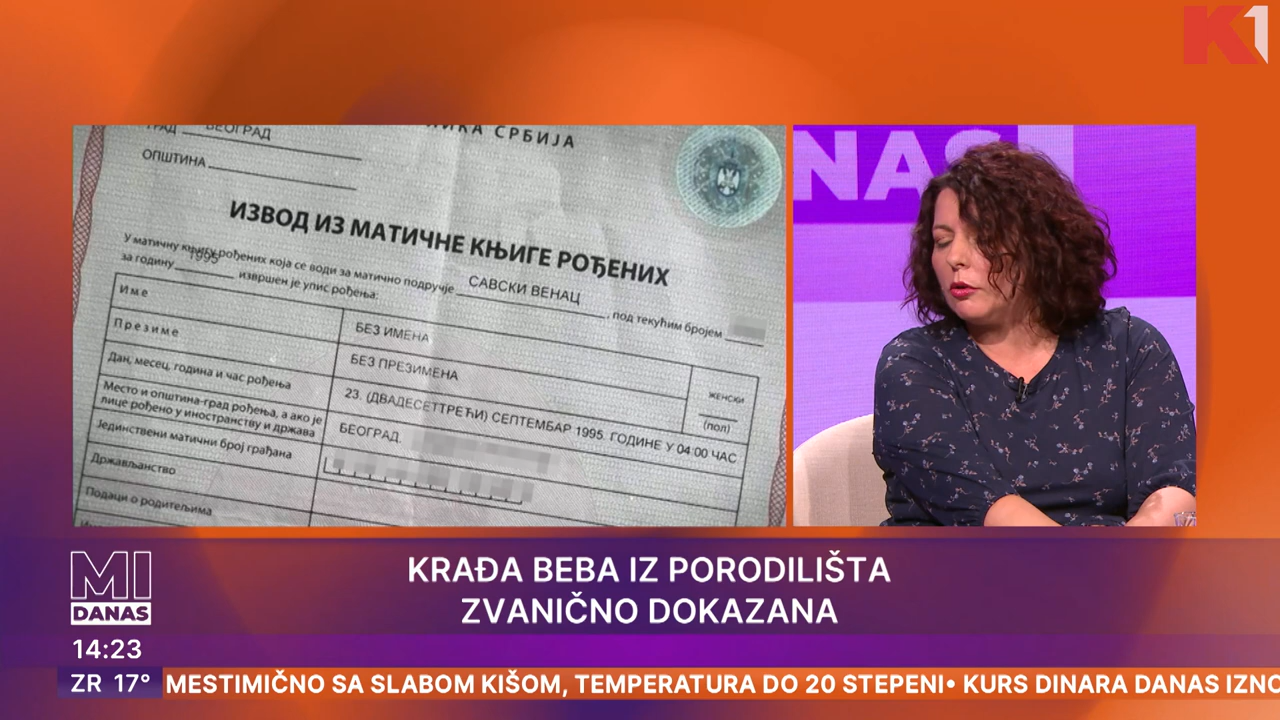 K1
БЕОГРАД
СРБИЈА
ОПШТИНА
ИЗВОД ИЗ МАТИЧНЕ КЊИГЕ РОЂЕНИХ
У матичну књигу рођених која се води за матично подручје САВСКИ ВЕНАЦ, под текућим бројем
за годину 1995 извршен је упис рођења:
Име
БЕЗ ИМЕНА
Презиме
БЕЗ ПРЕЗИМЕНА
ЖЕНСКИ
(пол)
Дан, месец, година и час рођења
23. (ДВАДЕСЕТТРЕЋИ) СЕПТЕМБАР 1995. ГОДИНЕ У 04 00 ЧАС
Место и општина-град рођења, а ако је
лице рођено у иностранству и држава
БЕОГРАД,
Јединствени матични број грађана
Држављанство
Подаци о родитељима
NAS
KRAĐA BEBA IZ PORODILIŠTA
ZVANIČNO DOKAZANA
MI
DANAS
14:23
ZR 17° MESTIMIČNO SA SLABOM KIŠOM, TEMPERATURA DO 20 STEPENI• KURS DINARA DANAS IZNO